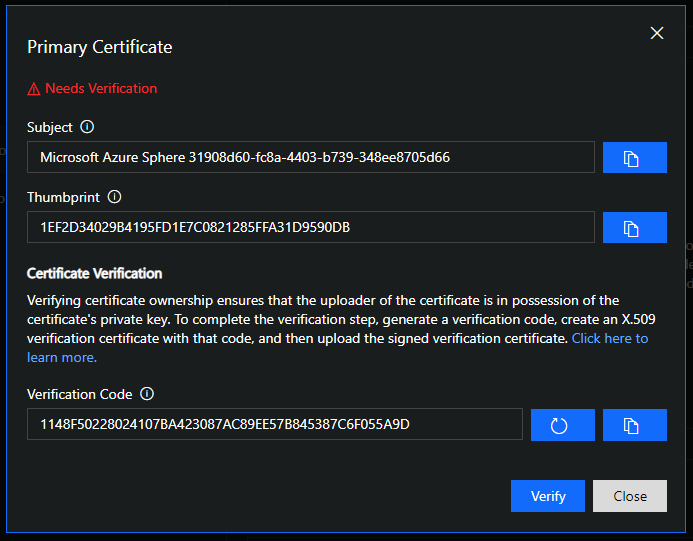 Primary Certificate
Needs Verification
Subject
Microsoft Azure Sphere 31908d60-fc8a-4403-b739-348ee8705d66
Thumbprint
1EF2D34029B4195FD1E7C0821285FFA31D9590DB
Certificate Verification
Verifying certificate ownership ensures that the uploader of the certificate is in possession of the
certificate's private key. To complete the verification step, generate a verification code, create an X.509
verification certificate with that code, and then upload the signed verification certificate. Click here to
learn more.
Verification Code
1148F50228024107BA423087AC89EE57B845387C6F055A9D
Verify
Close